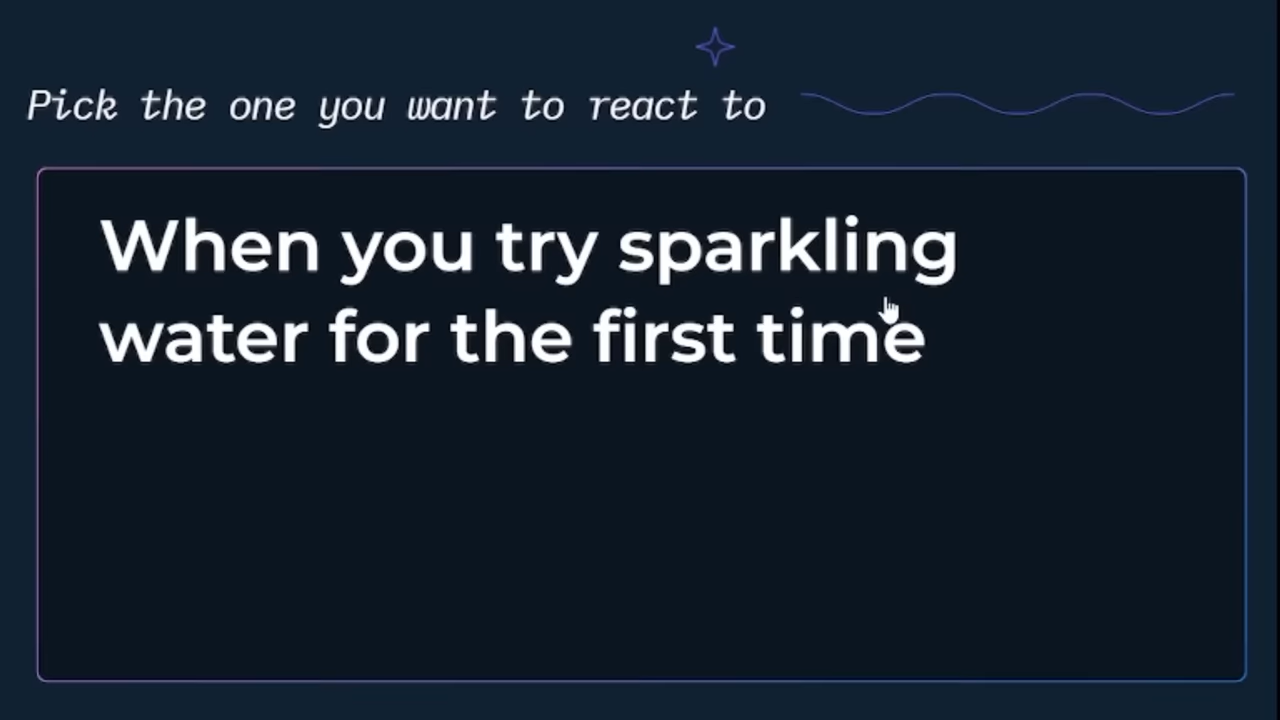 Pick the one you want to react to
When you try sparkling
water for the first time